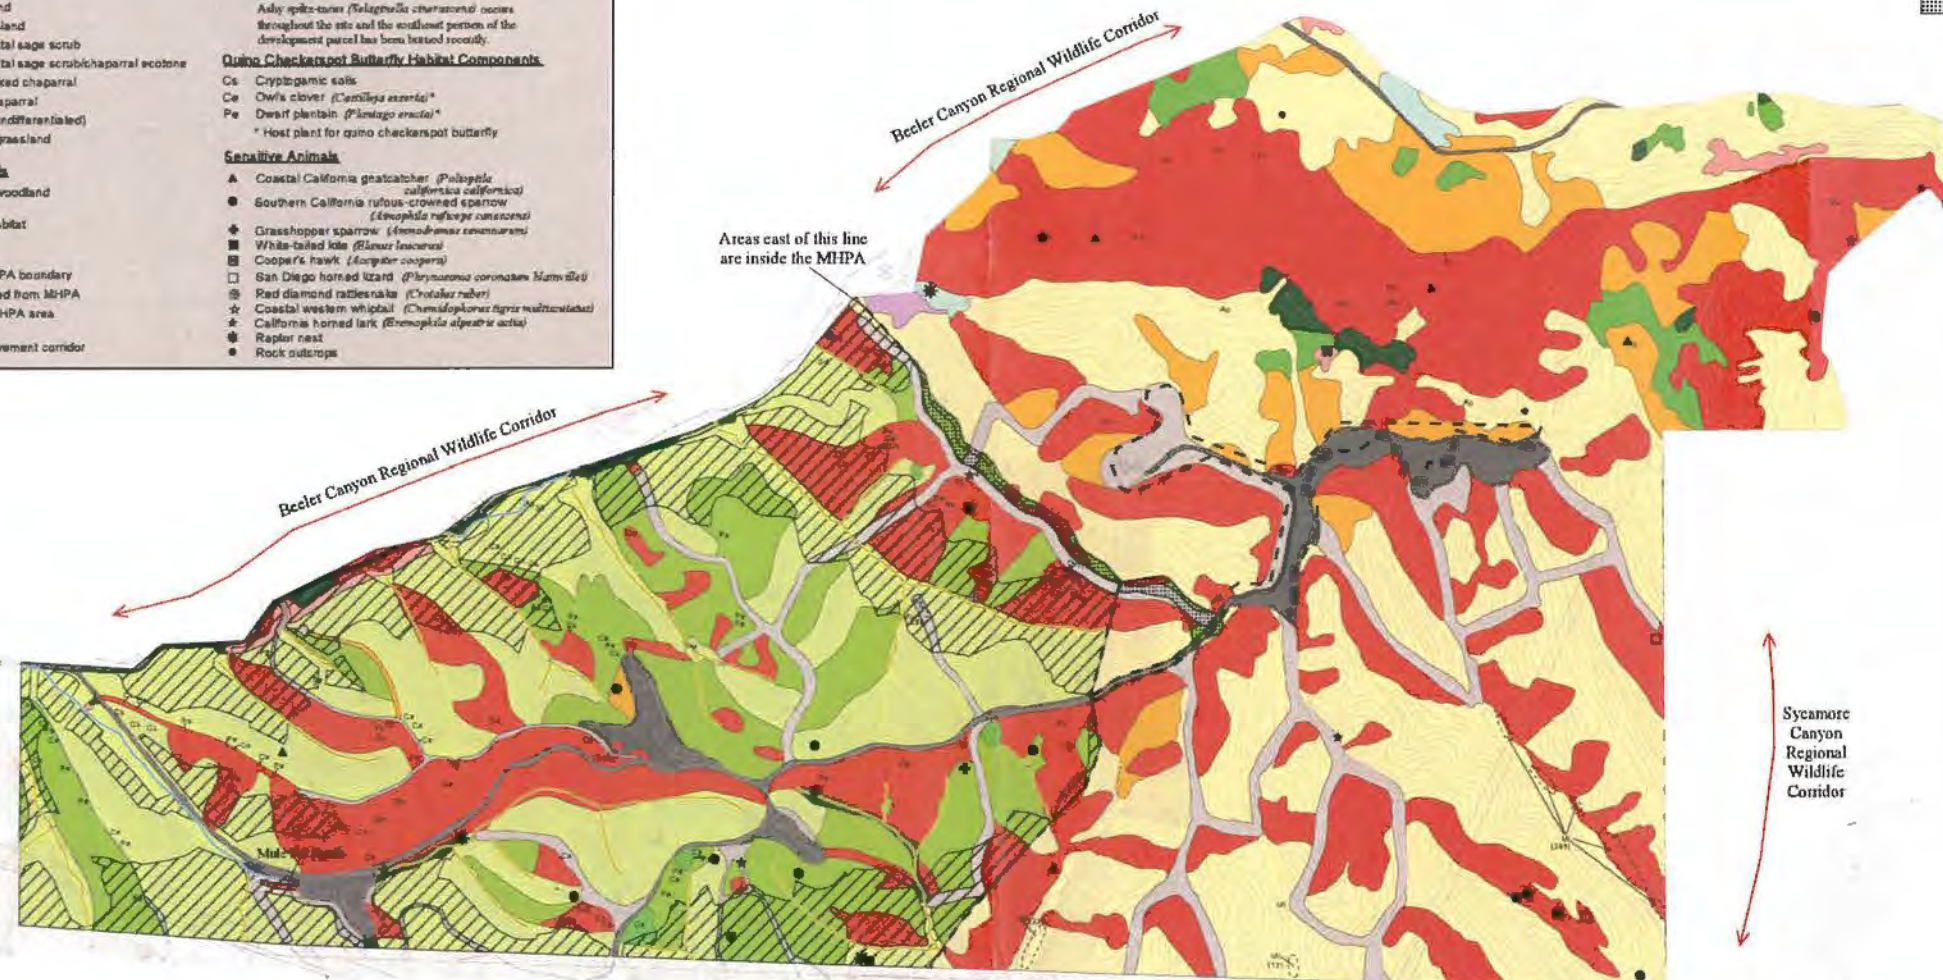 land
tal sage scrub
tal sage scrub/chaparral ecotone
xed chaparral
aparral
ndifferentiated)
grassland
woodland
bitat
PA boundary
ed from MHPA
HPA area
vement corridor
Ashy spike-moss (Selaginella cinerascens) occurs
throughout the site and the southeast portion of the
development parcel has been burned recently.
Quino Checkerspot Butterfly Habitat Components
Cs Cryptogamic soils
Ce Owl's clover (Castilleja exserta)*
Pe Dwarf plantain (Plantago erecta)*
* Host plant for quino checkerspot butterfly
Sensitive Animals
Coastal California gnatcatcher (Polioptila
californica californica)
Southern California rufous-crowned sparrow
(Aimophila ruficeps canescens)
Grasshopper sparrow (Ammodramus savannarum)
White-tailed kite (Elanus leucurus)
Cooper's hawk (Accipiter cooperii)
San Diego horned lizard (Phrynosoma coronatum blainvillei)
Red diamond rattlesnake (Crotalus ruber)
Coastal western whiptail (Cnemidophorus tigris multiscutatus)
California horned lark (Eremophila alpestris actia)
Raptor nest
Rock outcrops
Beeler Canyon Regional Wildlife Corridor
Areas east of this line
are inside the MHPA
Beeler Canyon Regional Wildlife Corridor
Sycamore
Canyon
Regional
Wildlife
Corridor